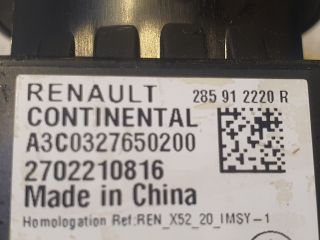 RENAULT 285 91 2220 R
CONTINENTAL
A3C0327650200
2702210816
Made in China
Homologation Ref:REN_X52_20_IMSY-1